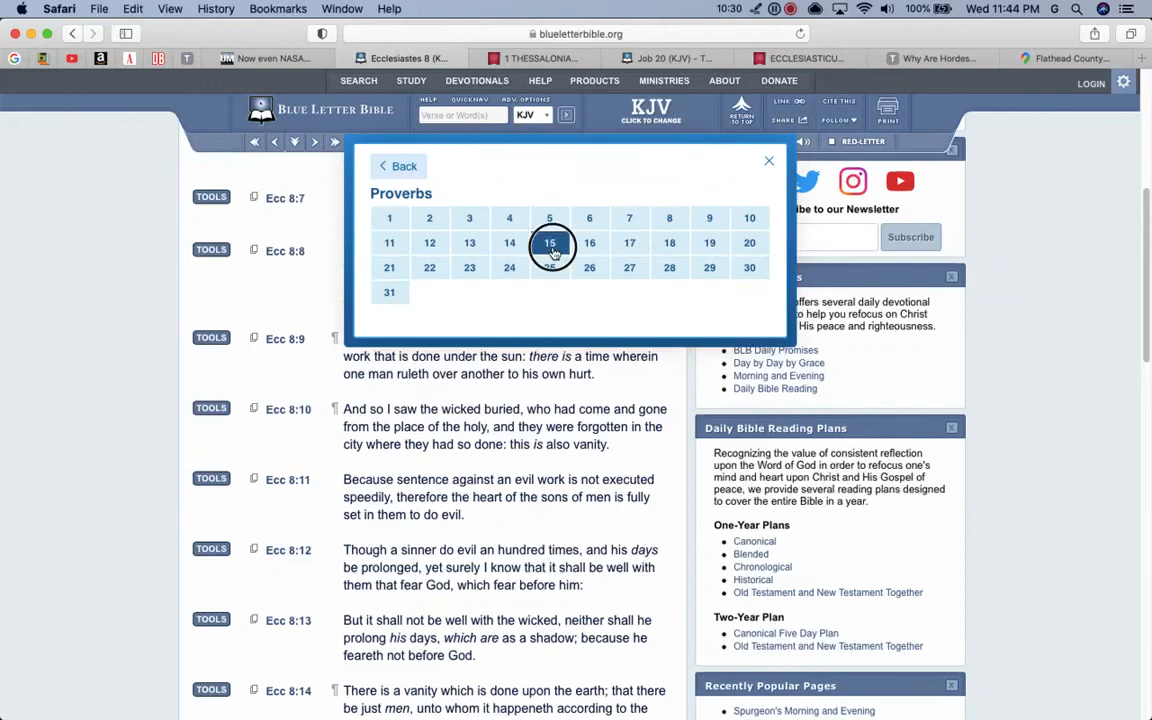 Safari File Edit View History Bookmarks Window Help 10:30 100% Wed 11:44 PM G
blueletterbible.org
Now even NASA... Ecclesiastes 8 (K... 1 THESSALONIA... Job 20 (KJV) - T... ECCLESIASTICU... Why Are Hordes... Flathead County...
SEARCH STUDY DEVOTIONALS HELP PRODUCTS MINISTRIES ABOUT DONATE LOGIN
HELP QUICKNAV ADV. OPTIONS
BLUE LETTER BIBLE Verse or Word(s) KJV
KJV
CLICK TO CHANGE
RETURN TO TOP
LINK CITE THIS
SHARE FOLLOW PRINT
RED-LETTER
Back
Proverbs
1 2 3 4 5 6 7 8 9 10
11 12 13 14 15 16 17 18 19 20
21 22 23 24 25 26 27 28 29 30
31
TOOLS Ecc 8:7
TOOLS Ecc 8:8
TOOLS Ecc 8:9 ¶
work that is done under the sun: there is a time wherein
one man ruleth over another to his own hurt.
TOOLS Ecc 8:10 ¶ And so I saw the wicked buried, who had come and gone
from the place of the holy, and they were forgotten in the
city where they had so done: this is also vanity.
TOOLS Ecc 8:11 Because sentence against an evil work is not executed
speedily, therefore the heart of the sons of men is fully
set in them to do evil.
TOOLS Ecc 8:12 Though a sinner do evil an hundred times, and his days
be prolonged, yet surely I know that it shall be well with
them that fear God, which fear before him:
TOOLS Ecc 8:13 But it shall not be well with the wicked, neither shall he
prolong his days, which are as a shadow; because he
feareth not before God.
TOOLS Ecc 8:14 ¶ There is a vanity which is done upon the earth; that there
be just men, unto whom it happeneth according to the
be to our Newsletter
Subscribe
offers several daily devotional
to help you refocus on Christ
His peace and righteousness.
BLB Daily Promises
Day by Day by Grace
Morning and Evening
Daily Bible Reading
Daily Bible Reading Plans
Recognizing the value of consistent reflection
upon the Word of God in order to refocus one's
mind and heart upon Christ and His Gospel of
peace, we provide several reading plans designed
to cover the entire Bible in a year.
One-Year Plans
Canonical
Blended
Chronological
Historical
Old Testament and New Testament Together
Two-Year Plan
Canonical Five Day Plan
Old Testament and New Testament Together
Recently Popular Pages
Spurgeon's Morning and Evening